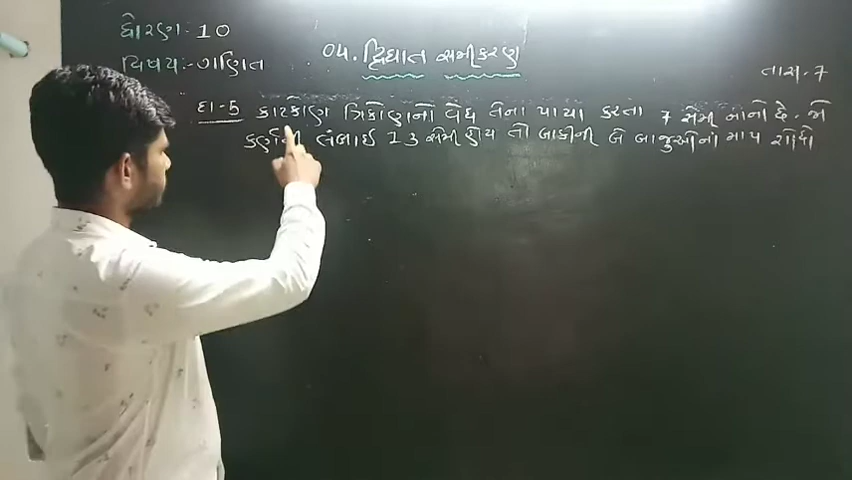 ધોરણ:- 10
વિષય:- ગણિત
04. દ્વિઘાત સમીકરણ
તાસ. 7
દા-5 કાટકોણ ત્રિકોણનો વેધ તેના પાયા કરતા 7 સેમી નાનો છે. જો
કર્ણની લંબાઈ 13 સેમી હોય તો બાકીની બે બાજુઓનાં માપ શોધો